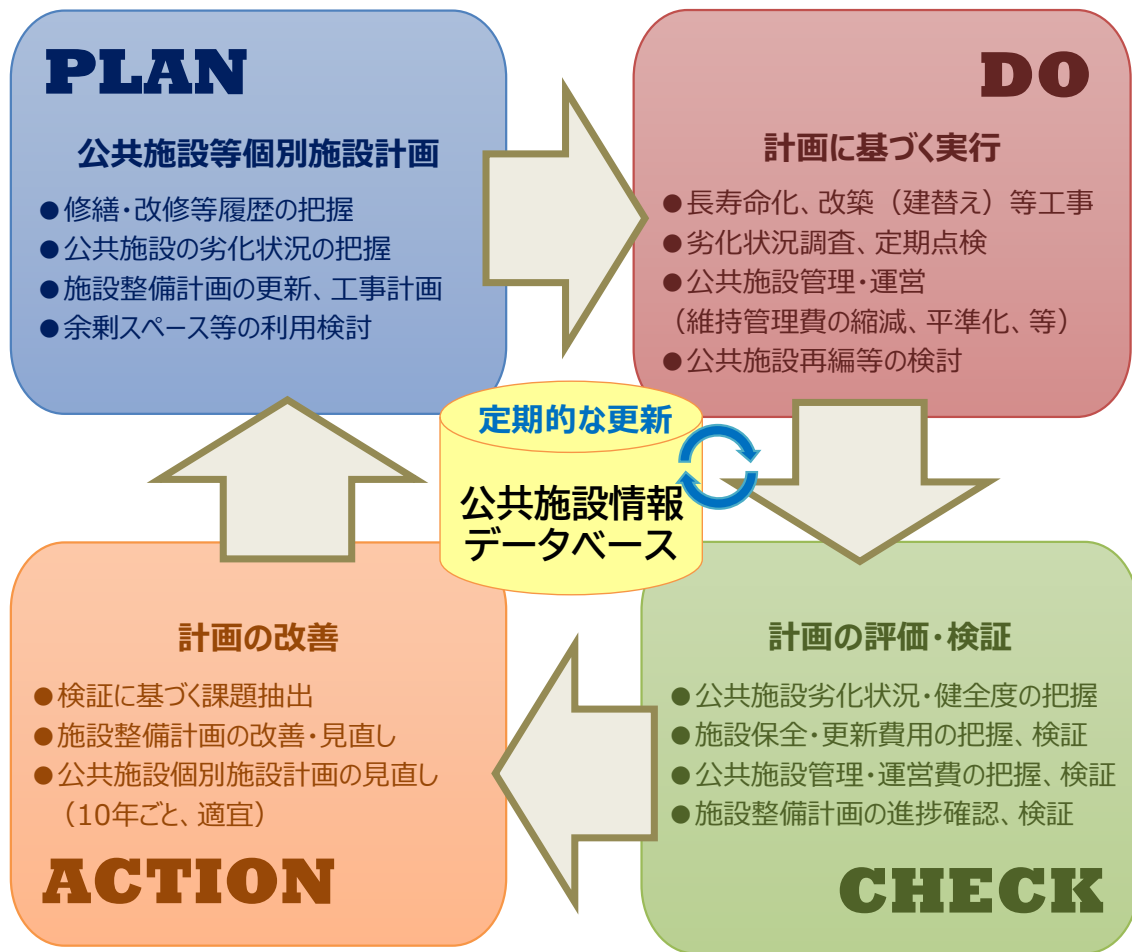 PLAN
公共施設等個別施設計画
●修繕・改修等履歴の把握
●公共施設の劣化状況の把握
●施設整備計画の更新、工事計画
●余剰スペース等の利用検討
DO
計画に基づく実行
●長寿命化、改築（建替え）等工事
●劣化状況調査、定期点検
●公共施設管理・運営
（維持管理費の縮減、平準化、等）
●公共施設再編等の検討
定期的な更新
公共施設情報
データベース
計画の改善
●検証に基づく課題抽出
●施設整備計画の改善・見直し
●公共施設個別施設計画の見直し
（10年ごと、適宜）
ACTION
計画の評価・検証
●公共施設劣化状況・健全度の把握
●施設保全・更新費用の把握、検証
●公共施設管理・運営費の把握、検証
●施設整備計画の進捗確認、検証
CHECK